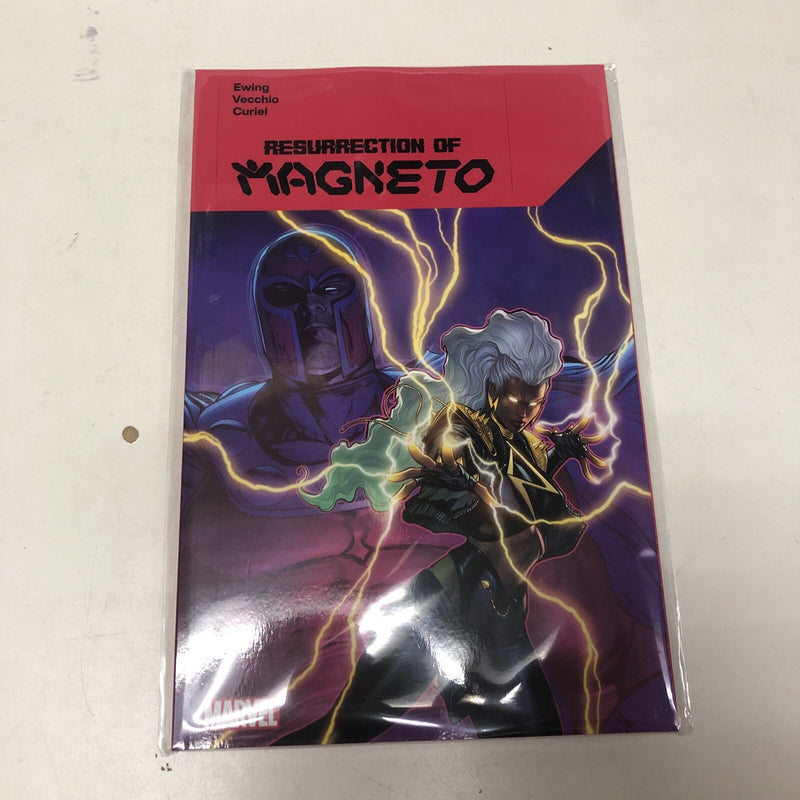 Ewing
Vecchio
Curiel
RESURRECTION OF
MAGNETO
MARVEL